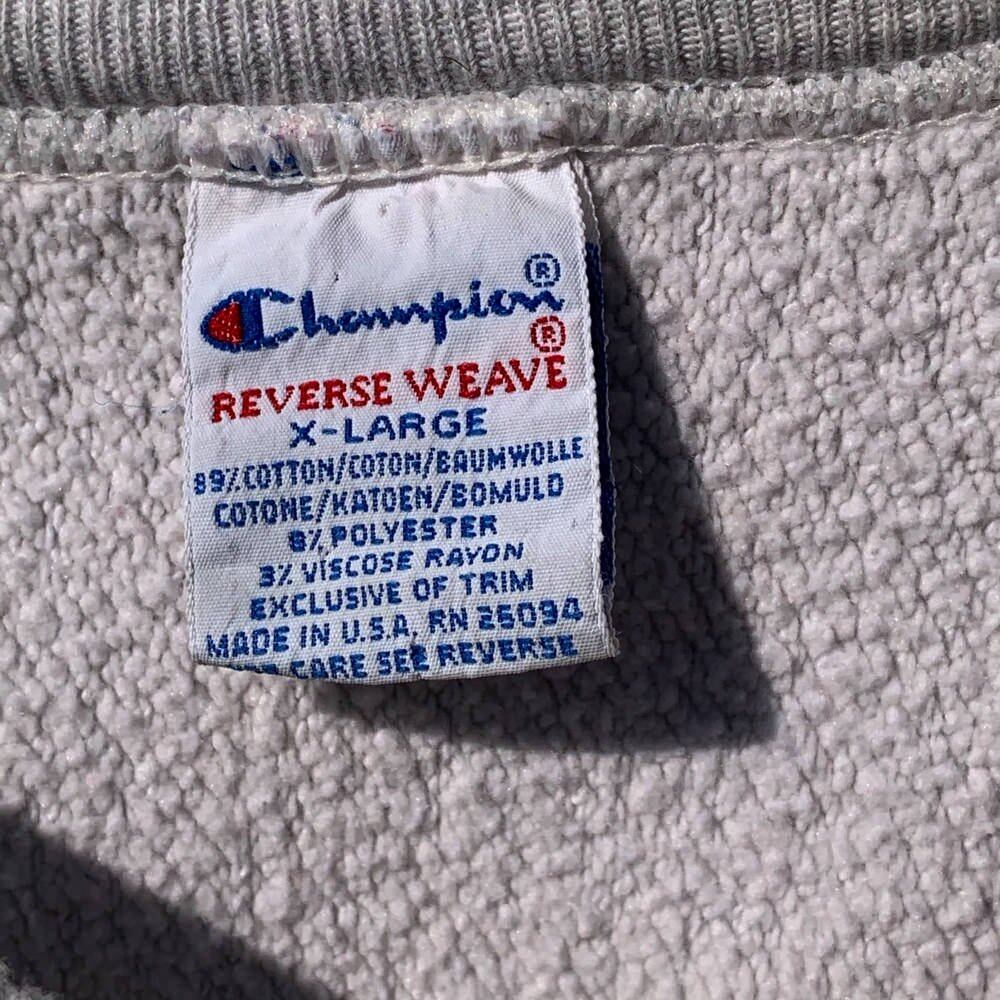 Champion®
REVERSE WEAVE®
X-LARGE
89% COTTON/COTON/BAUMWOLLE
COTONE/KATOEN/BOMULD
8% POLYESTER
3% VISCOSE RAYON
EXCLUSIVE OF TRIM
MADE IN U.S.A. RN 26094
CARE SEE REVERSE